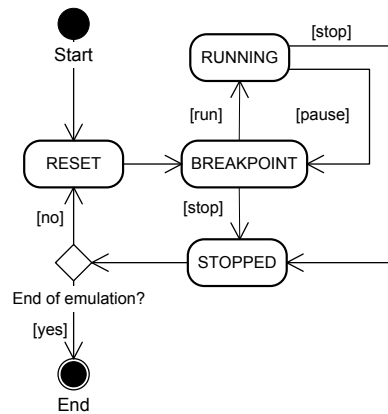 [stop]
RUNNING
Start
[run]
[pause]
RESET
BREAKPOINT
[no]
[stop]
STOPPED
End of emulation?
[yes]
End